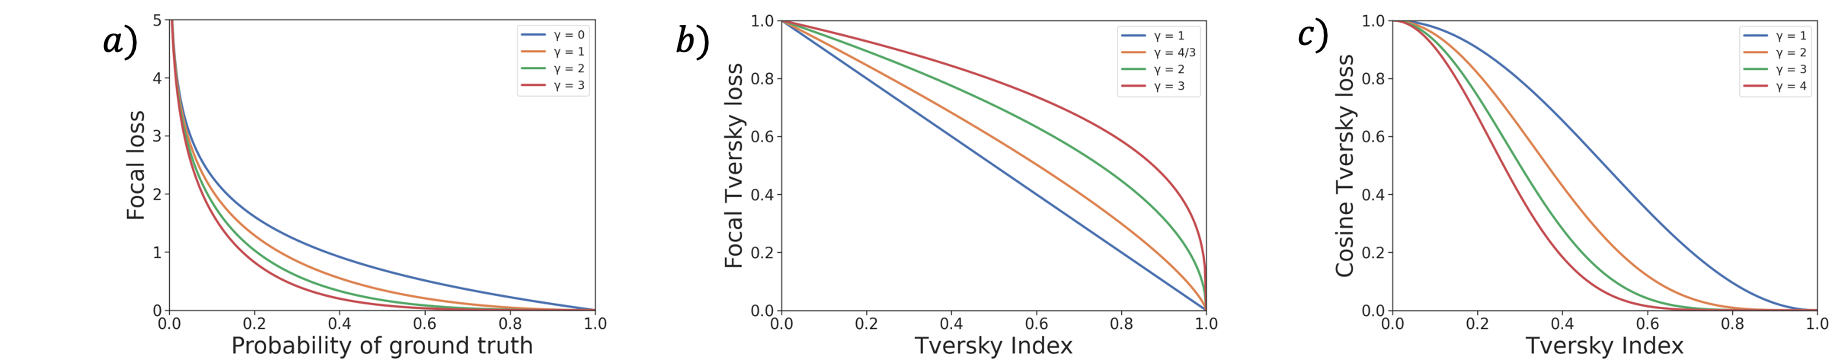 a)
Focal loss
5
4
3
2
1
0
0.0 0.2 0.4 0.6 0.8 1.0
Probability of ground truth
γ = 0
γ = 1
γ = 2
γ = 3
b)
Focal Tversky loss
1.0
0.8
0.6
0.4
0.2
0.0
0.0 0.2 0.4 0.6 0.8 1.0
Tversky Index
γ = 1
γ = 4/3
γ = 2
γ = 3
c)
Cosine Tversky loss
1.0
0.8
0.6
0.4
0.2
0.0
0.0 0.2 0.4 0.6 0.8 1.0
Tversky Index
γ = 1
γ = 2
γ = 3
γ = 4